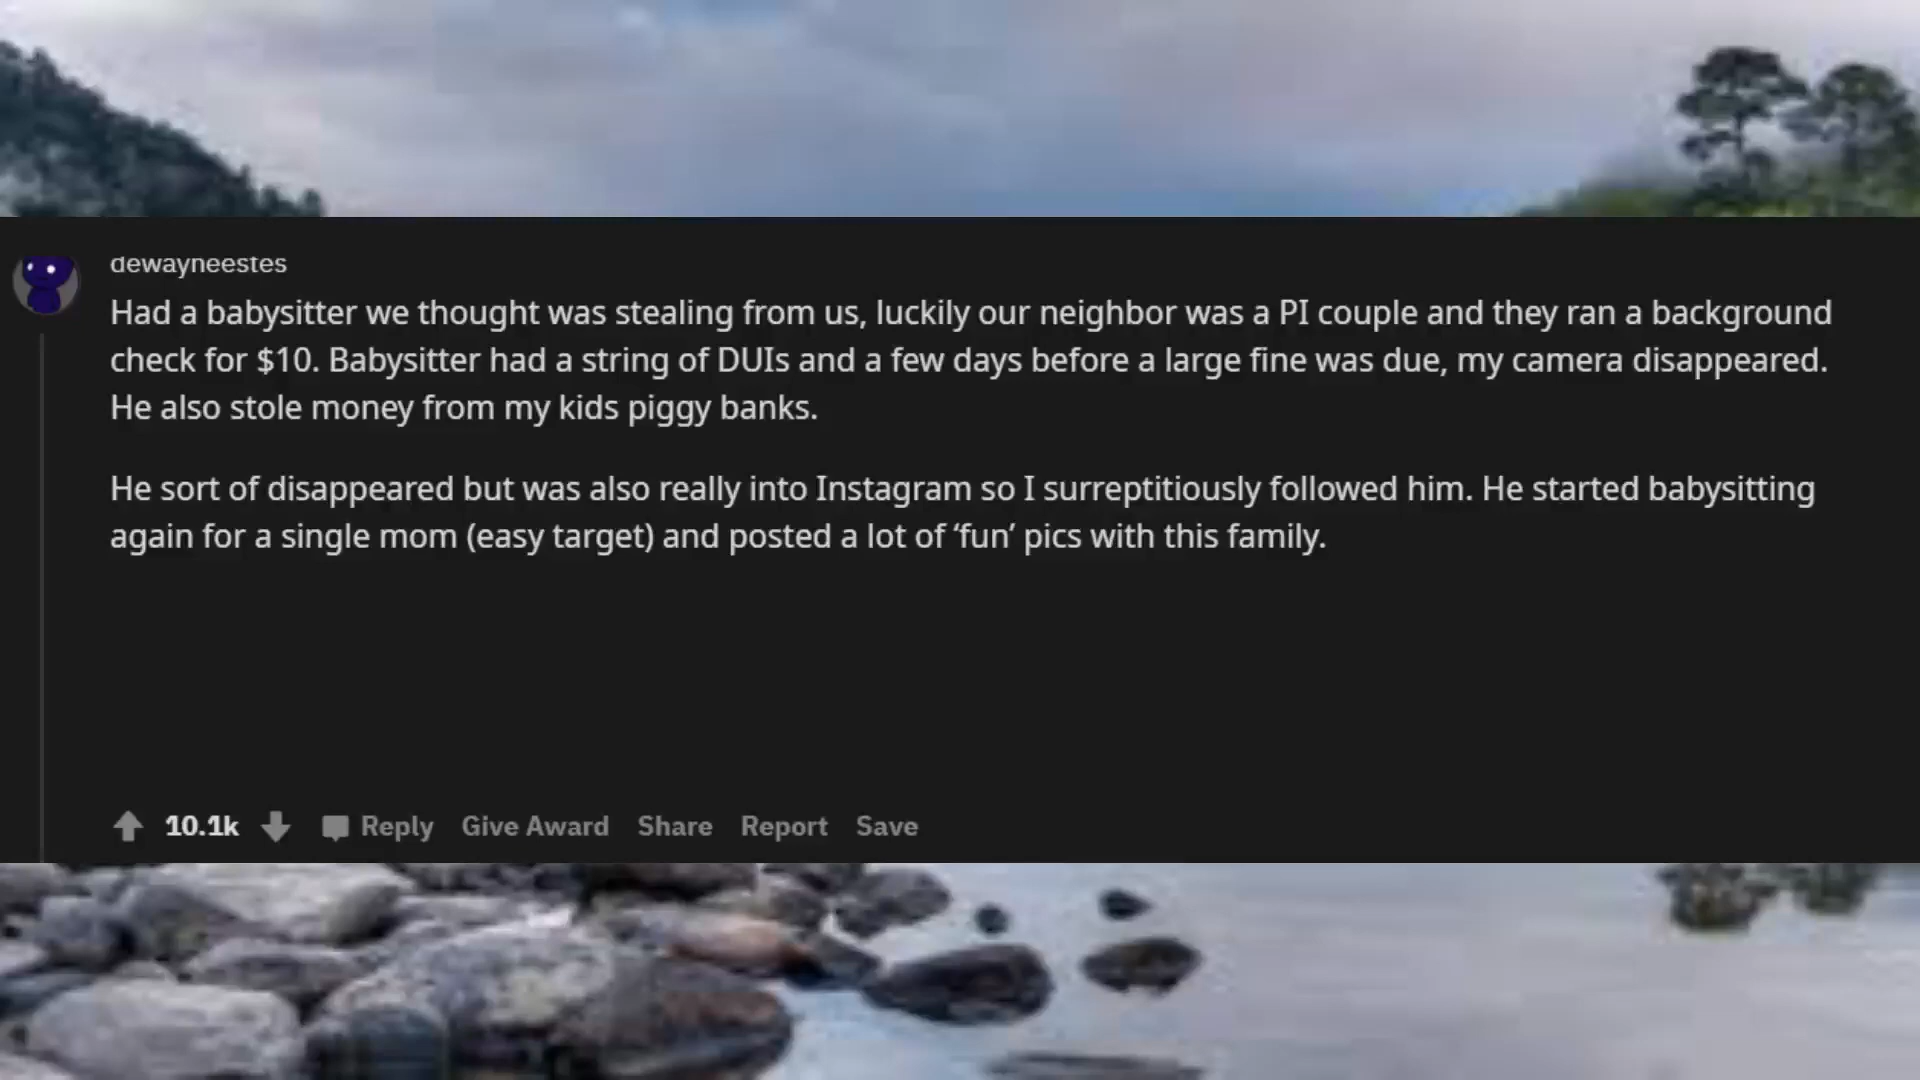 dewayneestes
Had a babysitter we thought was stealing from us, luckily our neighbor was a PI couple and they ran a background
check for $10. Babysitter had a string of DUIs and a few days before a large fine was due, my camera disappeared.
He also stole money from my kids piggy banks.
He sort of disappeared but was also really into Instagram so I surreptitiously followed him. He started babysitting
again for a single mom (easy target) and posted a lot of ‘fun’ pics with this family.
10.1k Reply Give Award Share Report Save